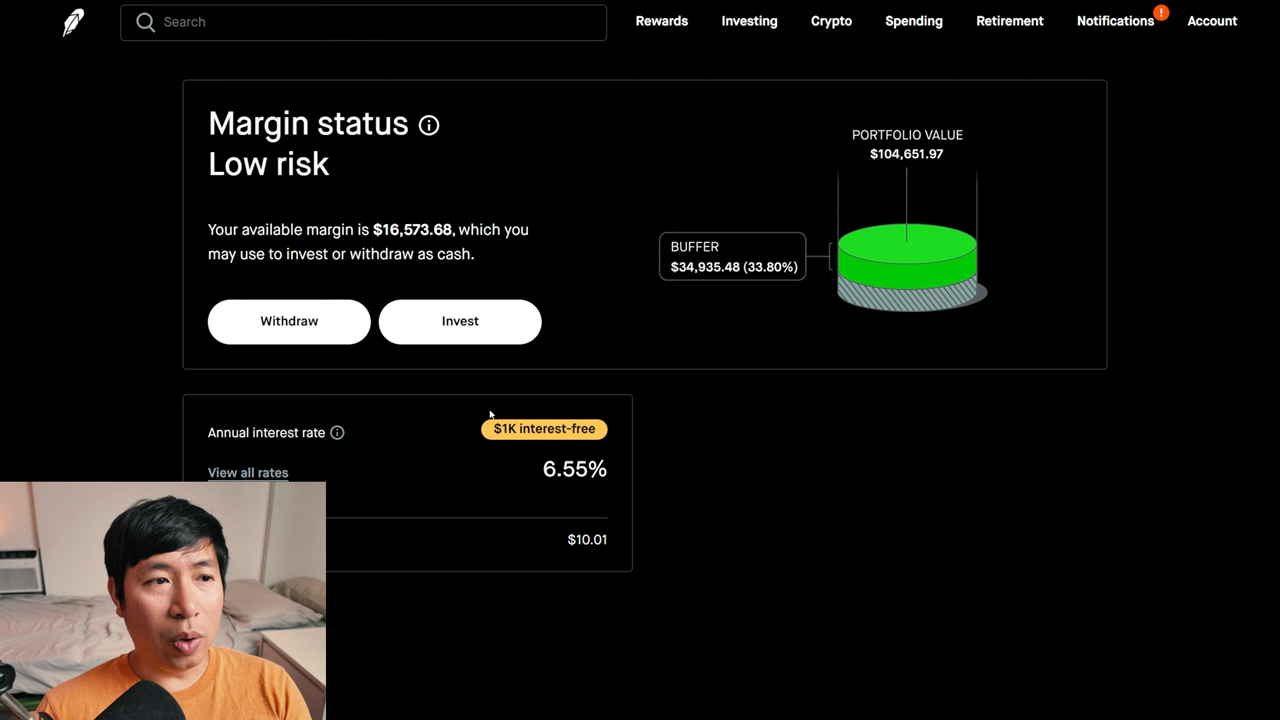 Search
Rewards
Investing
Crypto
Spending
Retirement
Notifications
!
Account
Margin status
Low risk
Your available margin is $16,573.68, which you
may use to invest or withdraw as cash.
Withdraw
Invest
PORTFOLIO VALUE
$104,651.97
BUFFER
$34,935.48 (33.80%)
Annual interest rate
$1K interest-free
View all rates
6.55%
$10.01